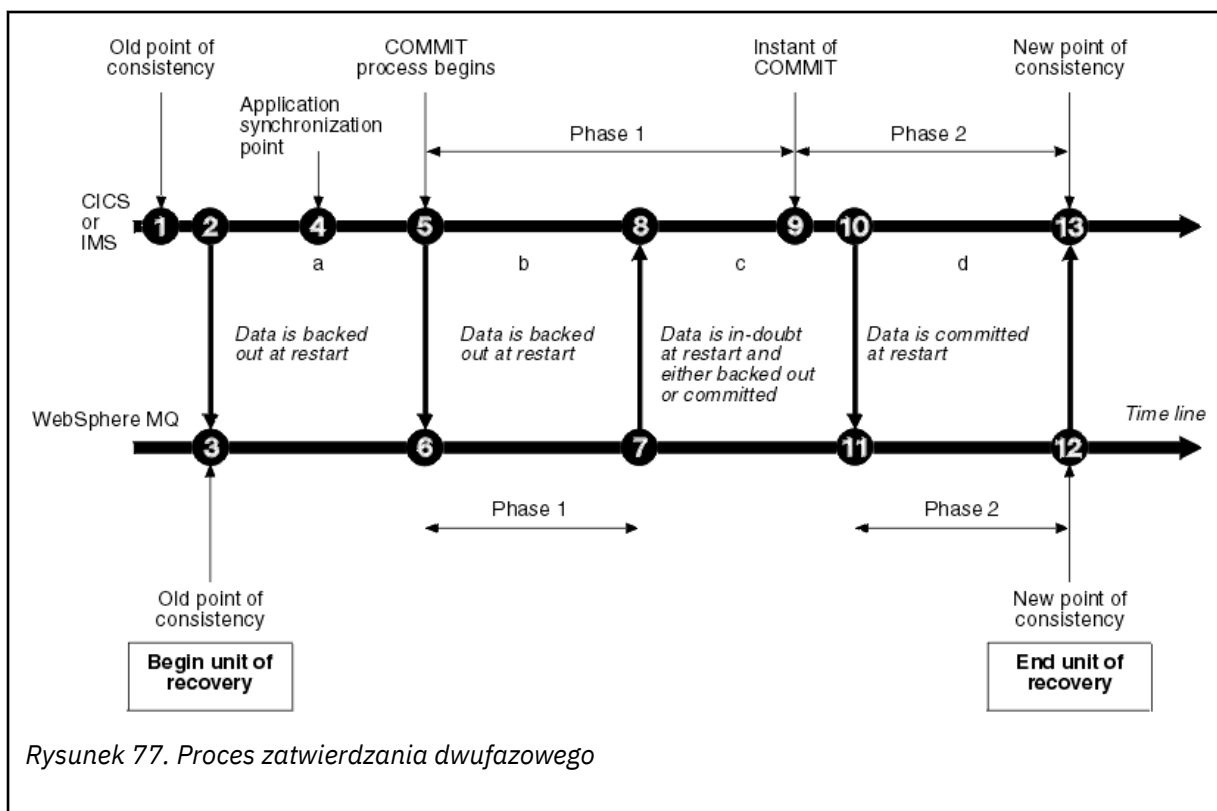 Old point of
consistency
COMMIT
process begins
Instant of
COMMIT
New point of
consistency
Application
synchronization
point
Phase 1
Phase 2
CICS
or
IMS
1
2
4
5
8
9
10
13
a
b
c
d
Data is backed
out at restart
Data is backed
out at restart
Data is in-doubt
at restart and
either backed out
or committed
Data is committed
at restart
WebSphere MQ
Time line
3
6
7
11
12
Phase 1
Phase 2
Old point of
consistency
New point of
consistency
Begin unit of
recovery
End unit of
recovery
Rysunek 77. Proces zatwierdzania dwufazowego